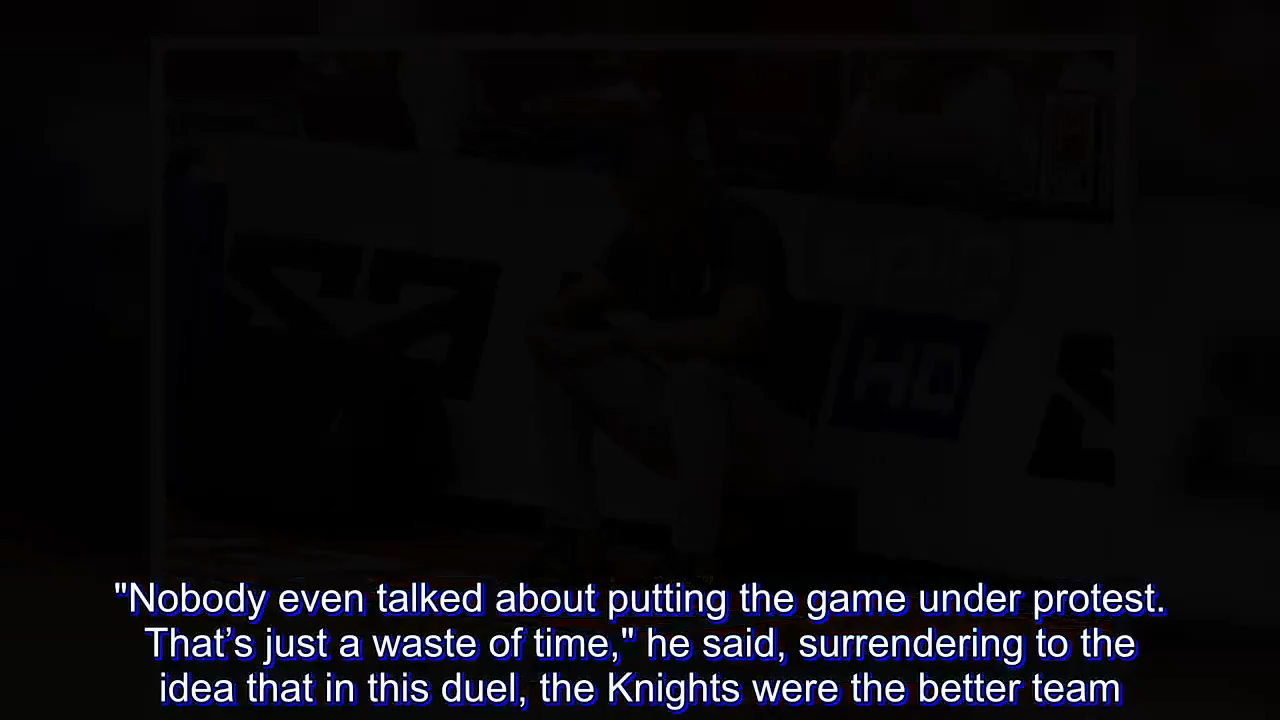 "Nobody even talked about putting the game under protest.
That’s just a waste of time," he said, surrendering to the
idea that in this duel, the Knights were the better team
HD